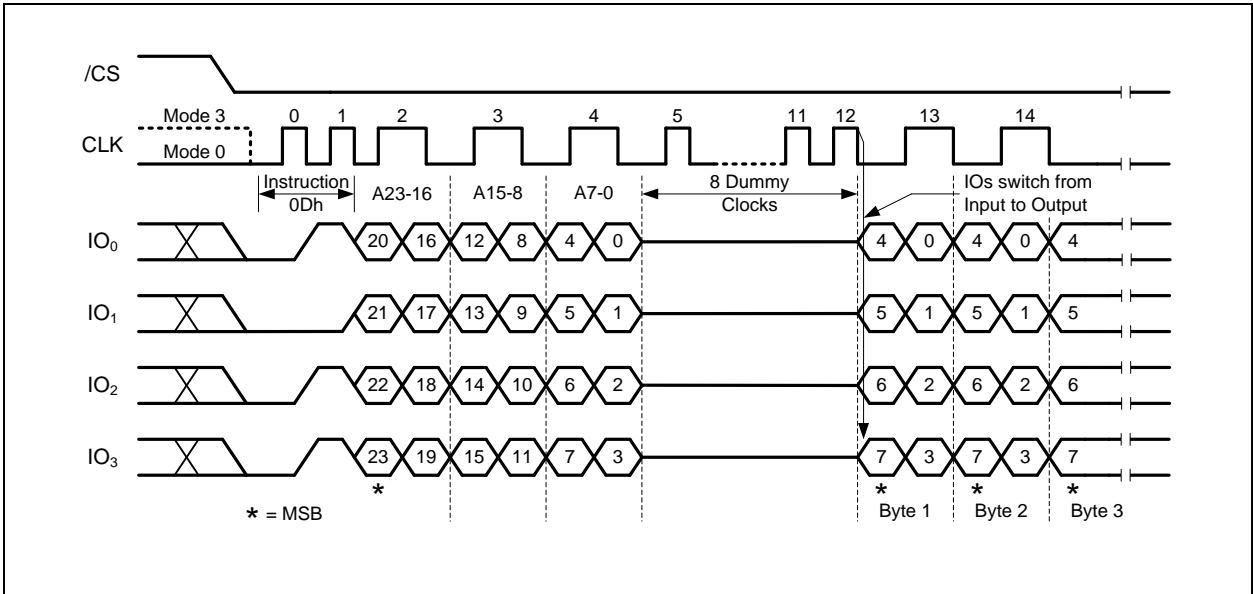 /CS
Mode 3 0 1 2 3 4 5 11 12 13 14
CLK
Mode 0
Instruction 0Dh A23-16 A15-8 A7-0 8 Dummy Clocks IOs switch from Input to Output
IO₀ 20 16 12 8 4 0 4 0 4 0 4
IO₁ 21 17 13 9 5 1 5 1 5 1 5
IO₂ 22 18 14 10 6 2 6 2 6 2 6
IO₃ 23 19 15 11 7 3 7 3 7 3 7
* * * *
* = MSB Byte 1 Byte 2 Byte 3